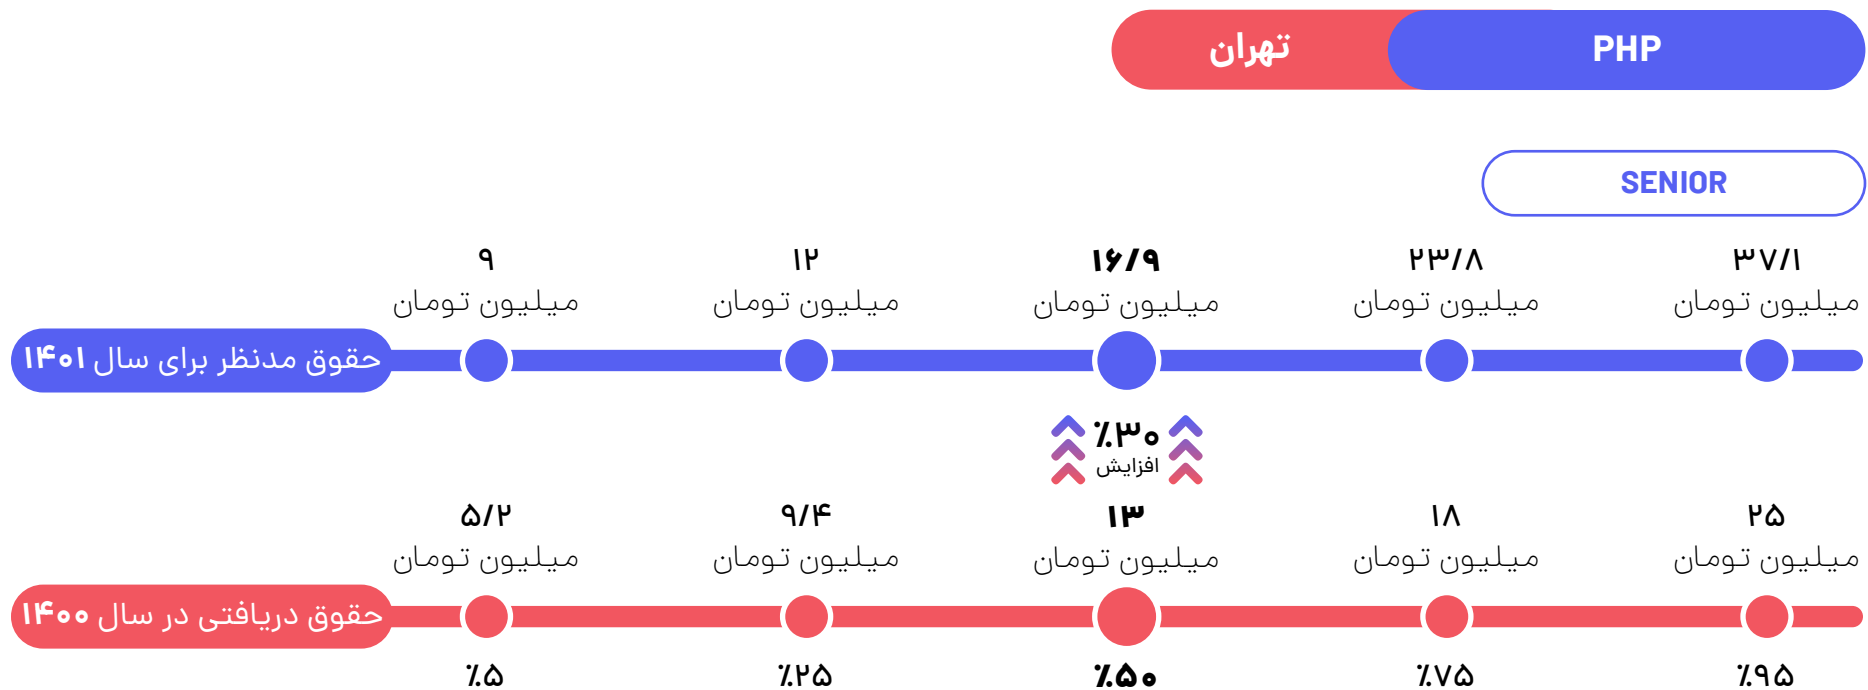 PHP
تهران
SENIOR
۳۷/۱ ۲۳/۸ ۱۶/۹ ۱۲ ۹
میلیون تومان میلیون تومان میلیون تومان میلیون تومان میلیون تومان
حقوق مدنظر برای سال ۱۴۰۱
٪۳۰
افزایش
۲۵ ۱۸ ۱۳ ۹/۴ ۵/۲
میلیون تومان میلیون تومان میلیون تومان میلیون تومان میلیون تومان
حقوق دریافتی در سال ۱۴۰۰
٪۹۵ ٪۷۵ ٪۵۰ ٪۲۵ ٪۵